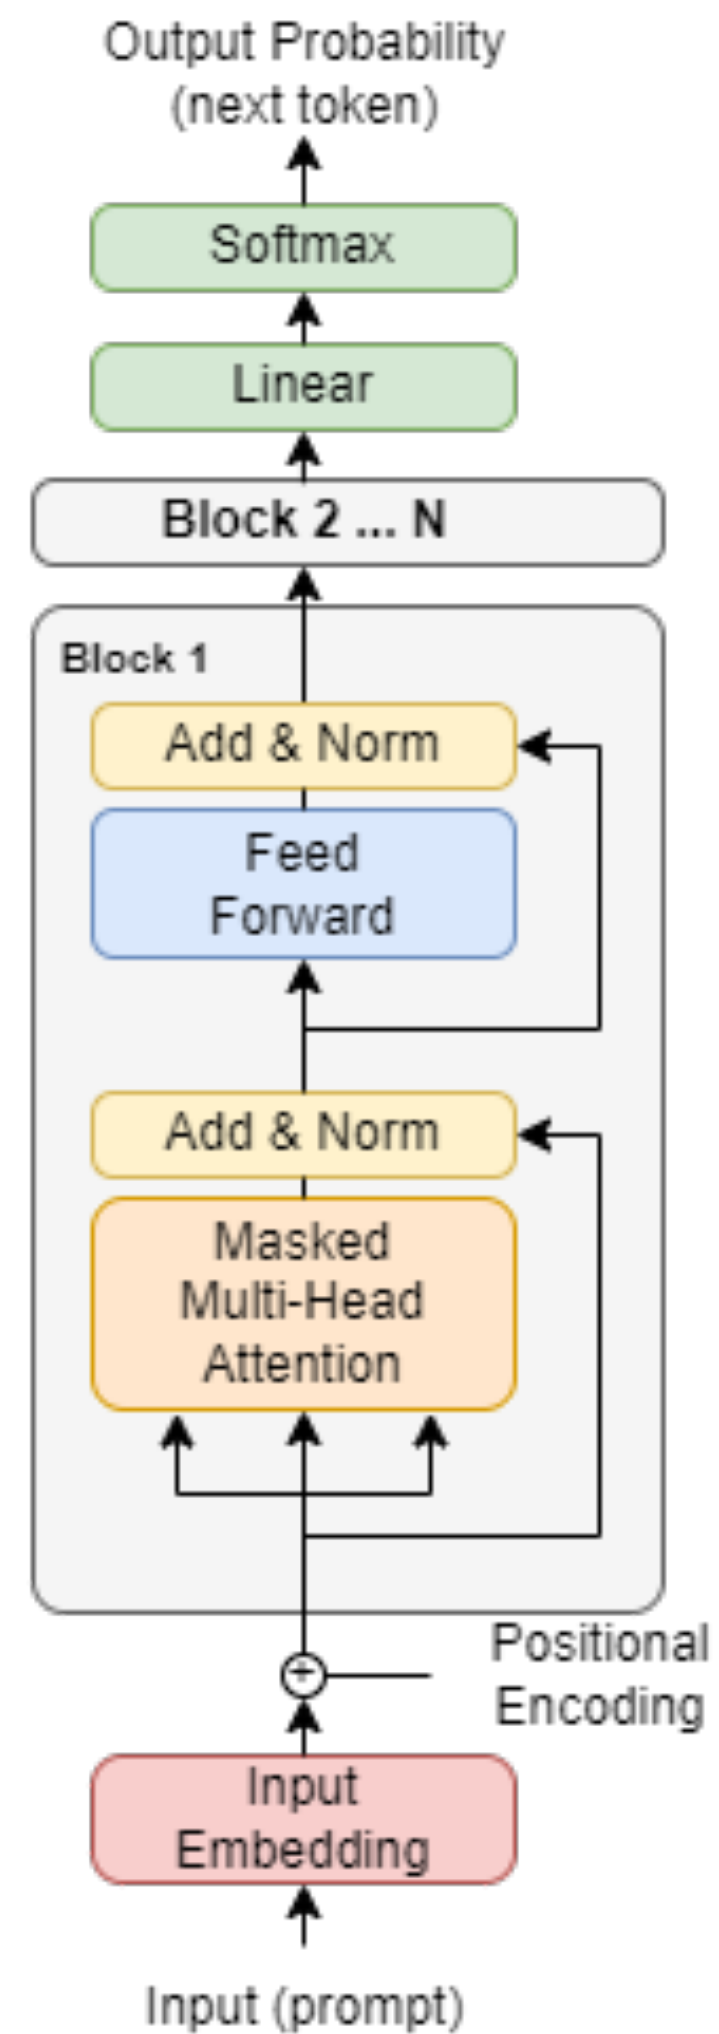 Output Probability
(next token)
Softmax
Linear
Block 2 ... N
Block 1
Add & Norm
Feed
Forward
Add & Norm
Masked
Multi-Head
Attention
+
Positional
Encoding
Input
Embedding
Input (prompt)